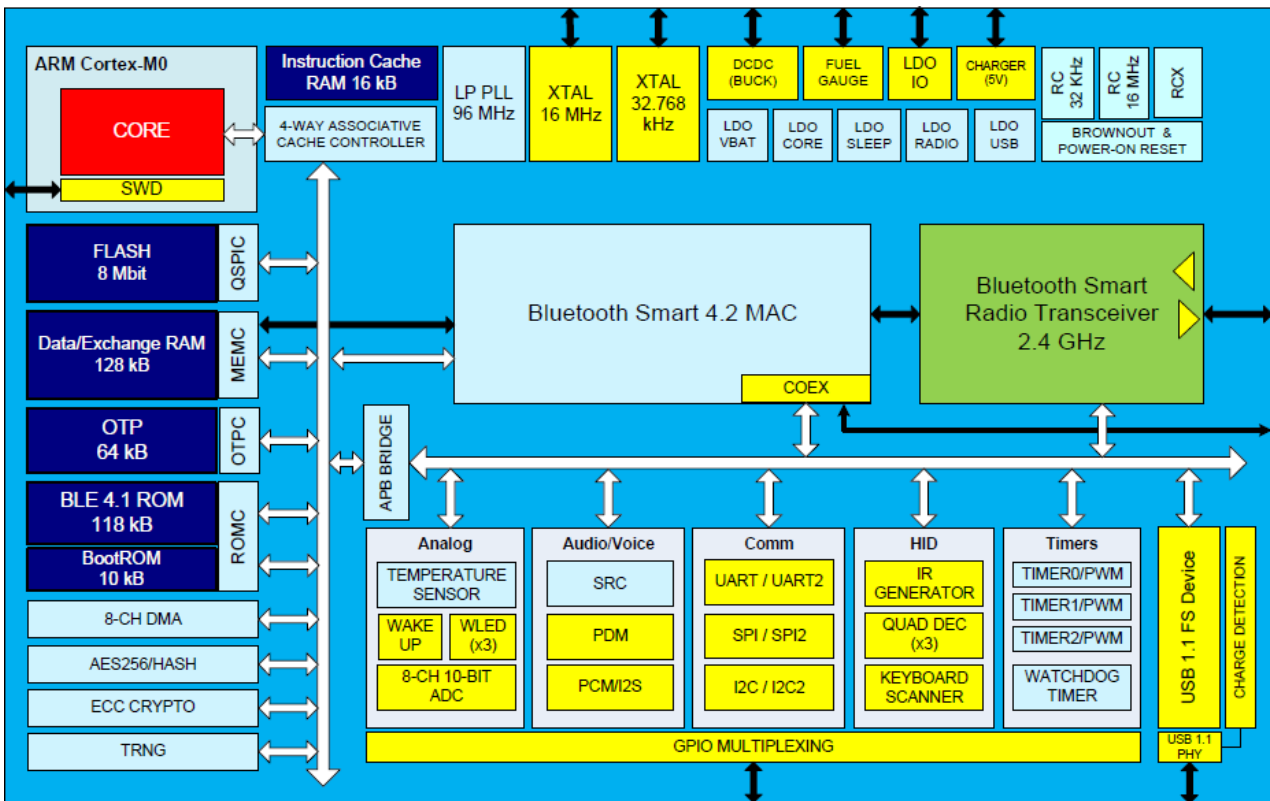 ARM Cortex-M0
CORE
SWD
Instruction Cache
RAM 16 kB
4-WAY ASSOCIATIVE
CACHE CONTROLLER
LP PLL
96 MHz
XTAL
16 MHz
XTAL
32.768
kHz
DCDC
(BUCK)
FUEL
GAUGE
LDO
IO
CHARGER
(5V)
LDO
VBAT
LDO
CORE
LDO
SLEEP
LDO
RADIO
LDO
USB
RC
32 KHz
RC
16 MHz
RCX
BROWNOUT &
POWER-ON RESET
FLASH
8 Mbit
QSPIC
Data/Exchange RAM
128 kB
MEMC
OTP
64 kB
OTPC
BLE 4.1 ROM
118 kB
BootROM
10 kB
ROMC
8-CH DMA
AES256/HASH
ECC CRYPTO
TRNG
Bluetooth Smart 4.2 MAC
COEX
Bluetooth Smart
Radio Transceiver
2.4 GHz
APB BRIDGE
Analog
TEMPERATURE
SENSOR
WAKE
UP
WLED
(x3)
8-CH 10-BIT
ADC
Audio/Voice
SRC
PDM
PCM/I2S
Comm
UART / UART2
SPI / SPI2
I2C / I2C2
HID
IR
GENERATOR
QUAD DEC
(x3)
KEYBOARD
SCANNER
Timers
TIMER0/PWM
TIMER1/PWM
TIMER2/PWM
WATCHDOG
TIMER
USB 1.1 FS Device
CHARGE DETECTION
GPIO MULTIPLEXING
USB 1.1
PHY